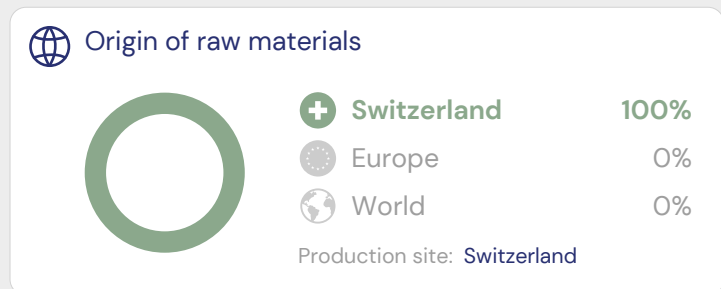 Origin of raw materials
Switzerland 100%
Europe 0%
World 0%
Production site: Switzerland